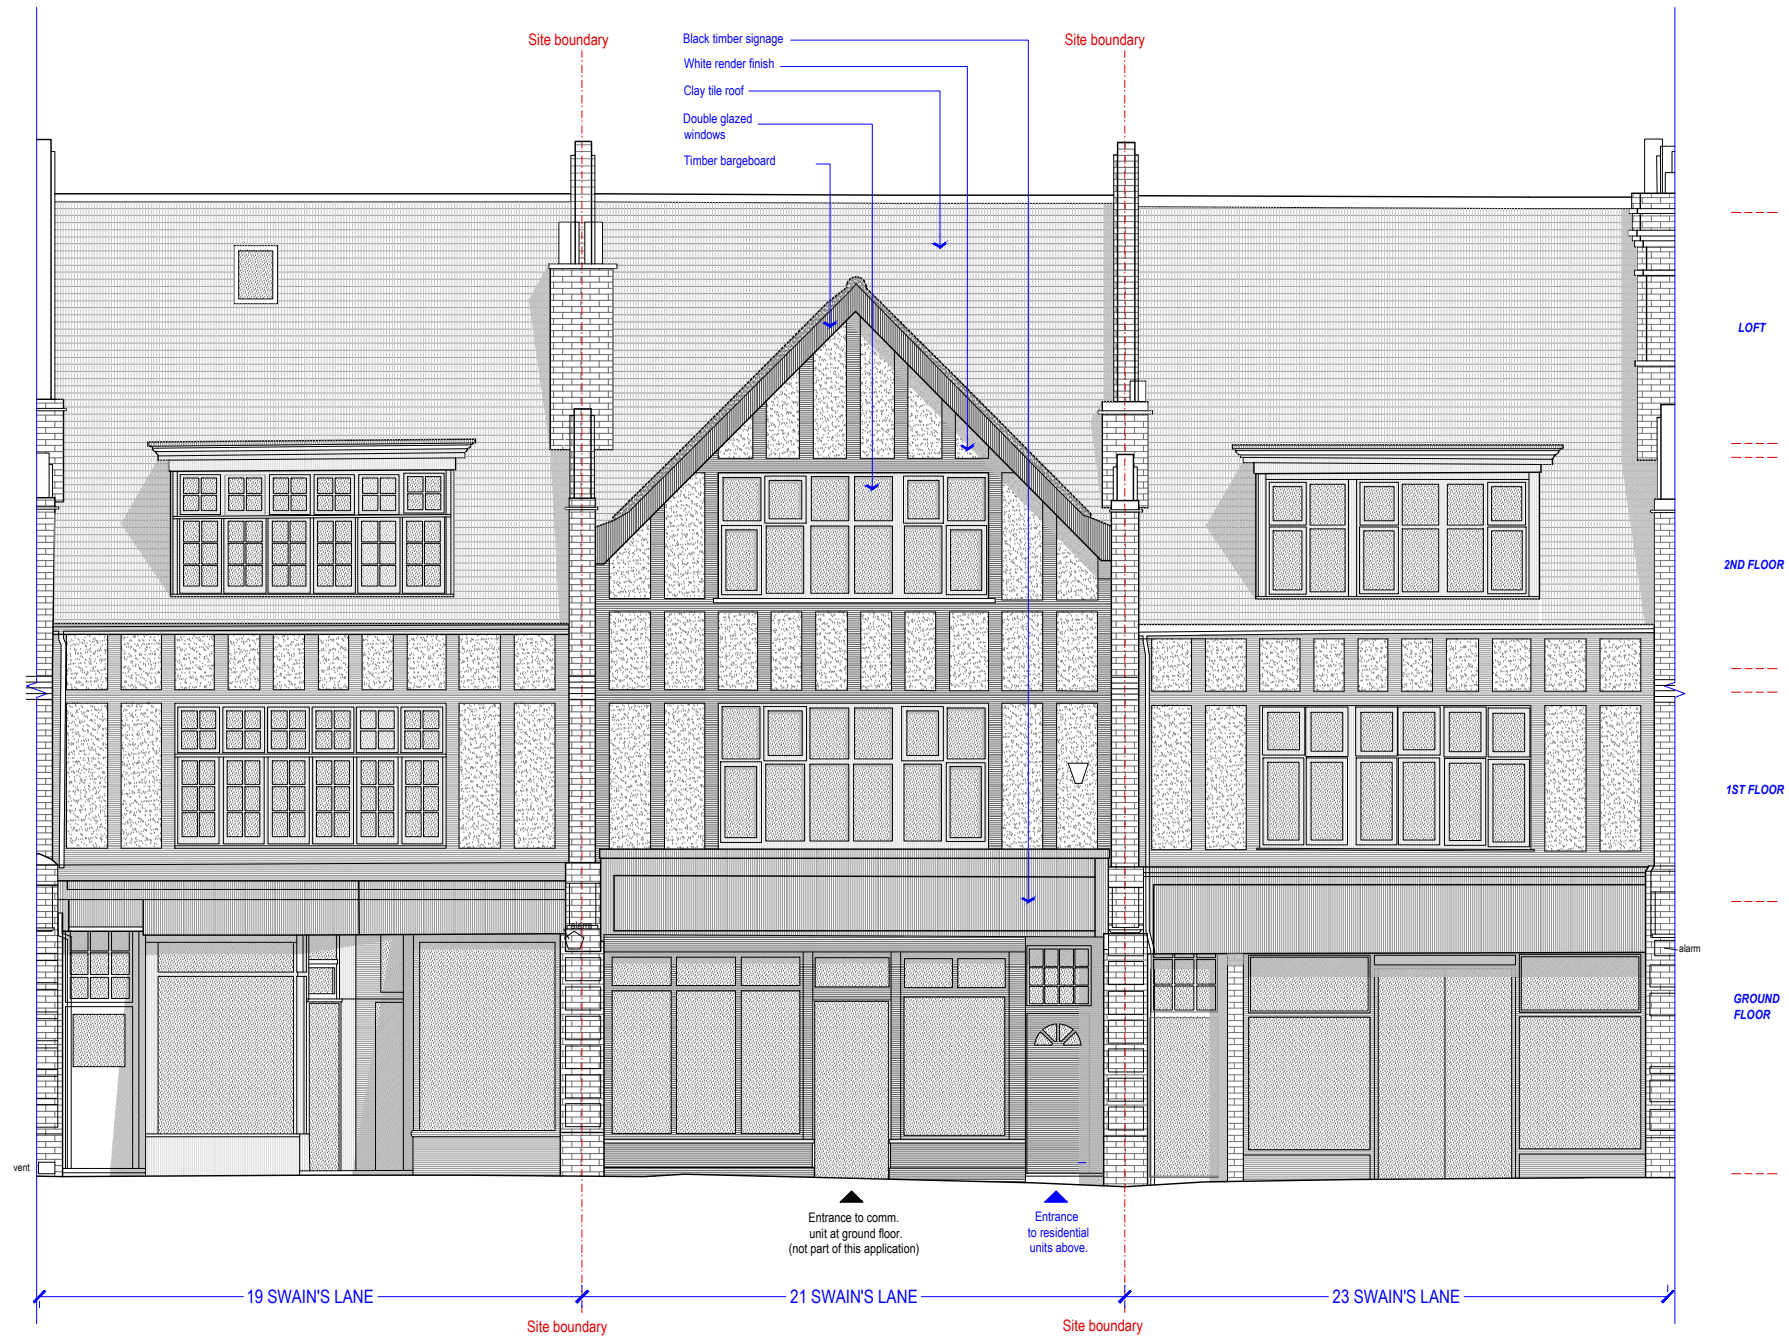 Site boundary
Site boundary
Black timber signage
White render finish
Clay tile roof
Double glazed
windows
Timber bargeboard
LOFT
2ND FLOOR
1ST FLOOR
GROUND
FLOOR
alarm
vent
Entrance to comm.
unit at ground floor.
(not part of this application)
Entrance
to residential
units above.
19 SWAIN'S LANE
21 SWAIN'S LANE
23 SWAIN'S LANE
Site boundary
Site boundary